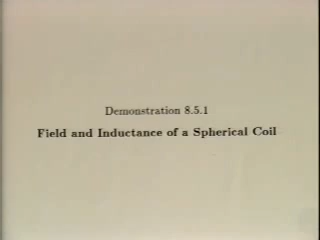 Demonstration 8.5.1
Field and Inductance of a Spherical Coil